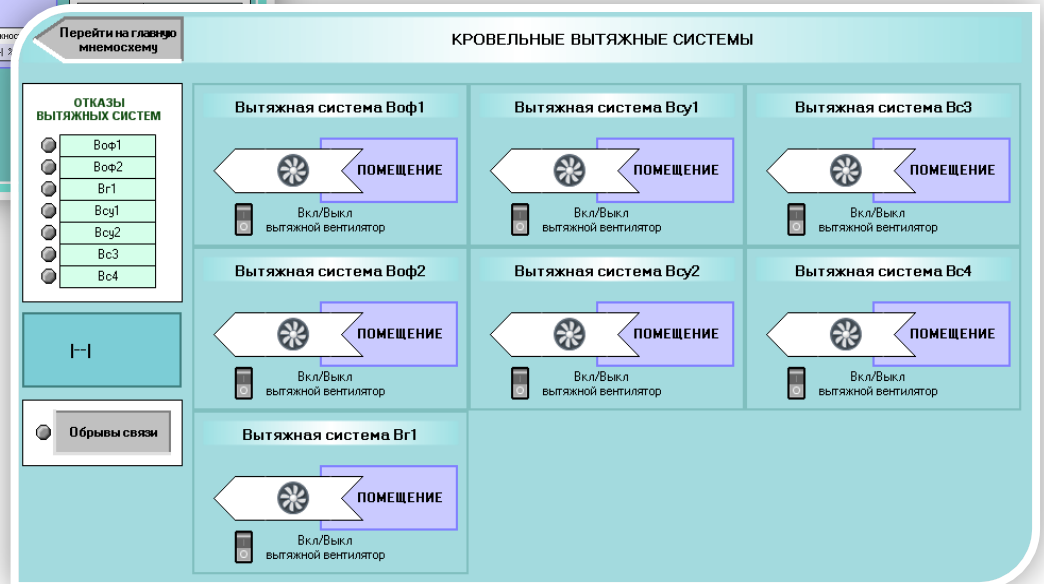 Перейти на главную
мнемосхему
КРОВЕЛЬНЫЕ ВЫТЯЖНЫЕ СИСТЕМЫ
ОТКАЗЫ
ВЫТЯЖНЫХ СИСТЕМ
Воф1
Воф2
Вг1
Всу1
Всу2
Вс3
Вс4
|--|
Обрывы связи
Вытяжная система Воф1
ПОМЕЩЕНИЕ
Вкл/Выкл
вытяжной вентилятор
Вытяжная система Всу1
ПОМЕЩЕНИЕ
Вкл/Выкл
вытяжной вентилятор
Вытяжная система Вс3
ПОМЕЩЕНИЕ
Вкл/Выкл
вытяжной вентилятор
Вытяжная система Воф2
ПОМЕЩЕНИЕ
Вкл/Выкл
вытяжной вентилятор
Вытяжная система Всу2
ПОМЕЩЕНИЕ
Вкл/Выкл
вытяжной вентилятор
Вытяжная система Вс4
ПОМЕЩЕНИЕ
Вкл/Выкл
вытяжной вентилятор
Вытяжная система Вг1
ПОМЕЩЕНИЕ
Вкл/Выкл
вытяжной вентилятор